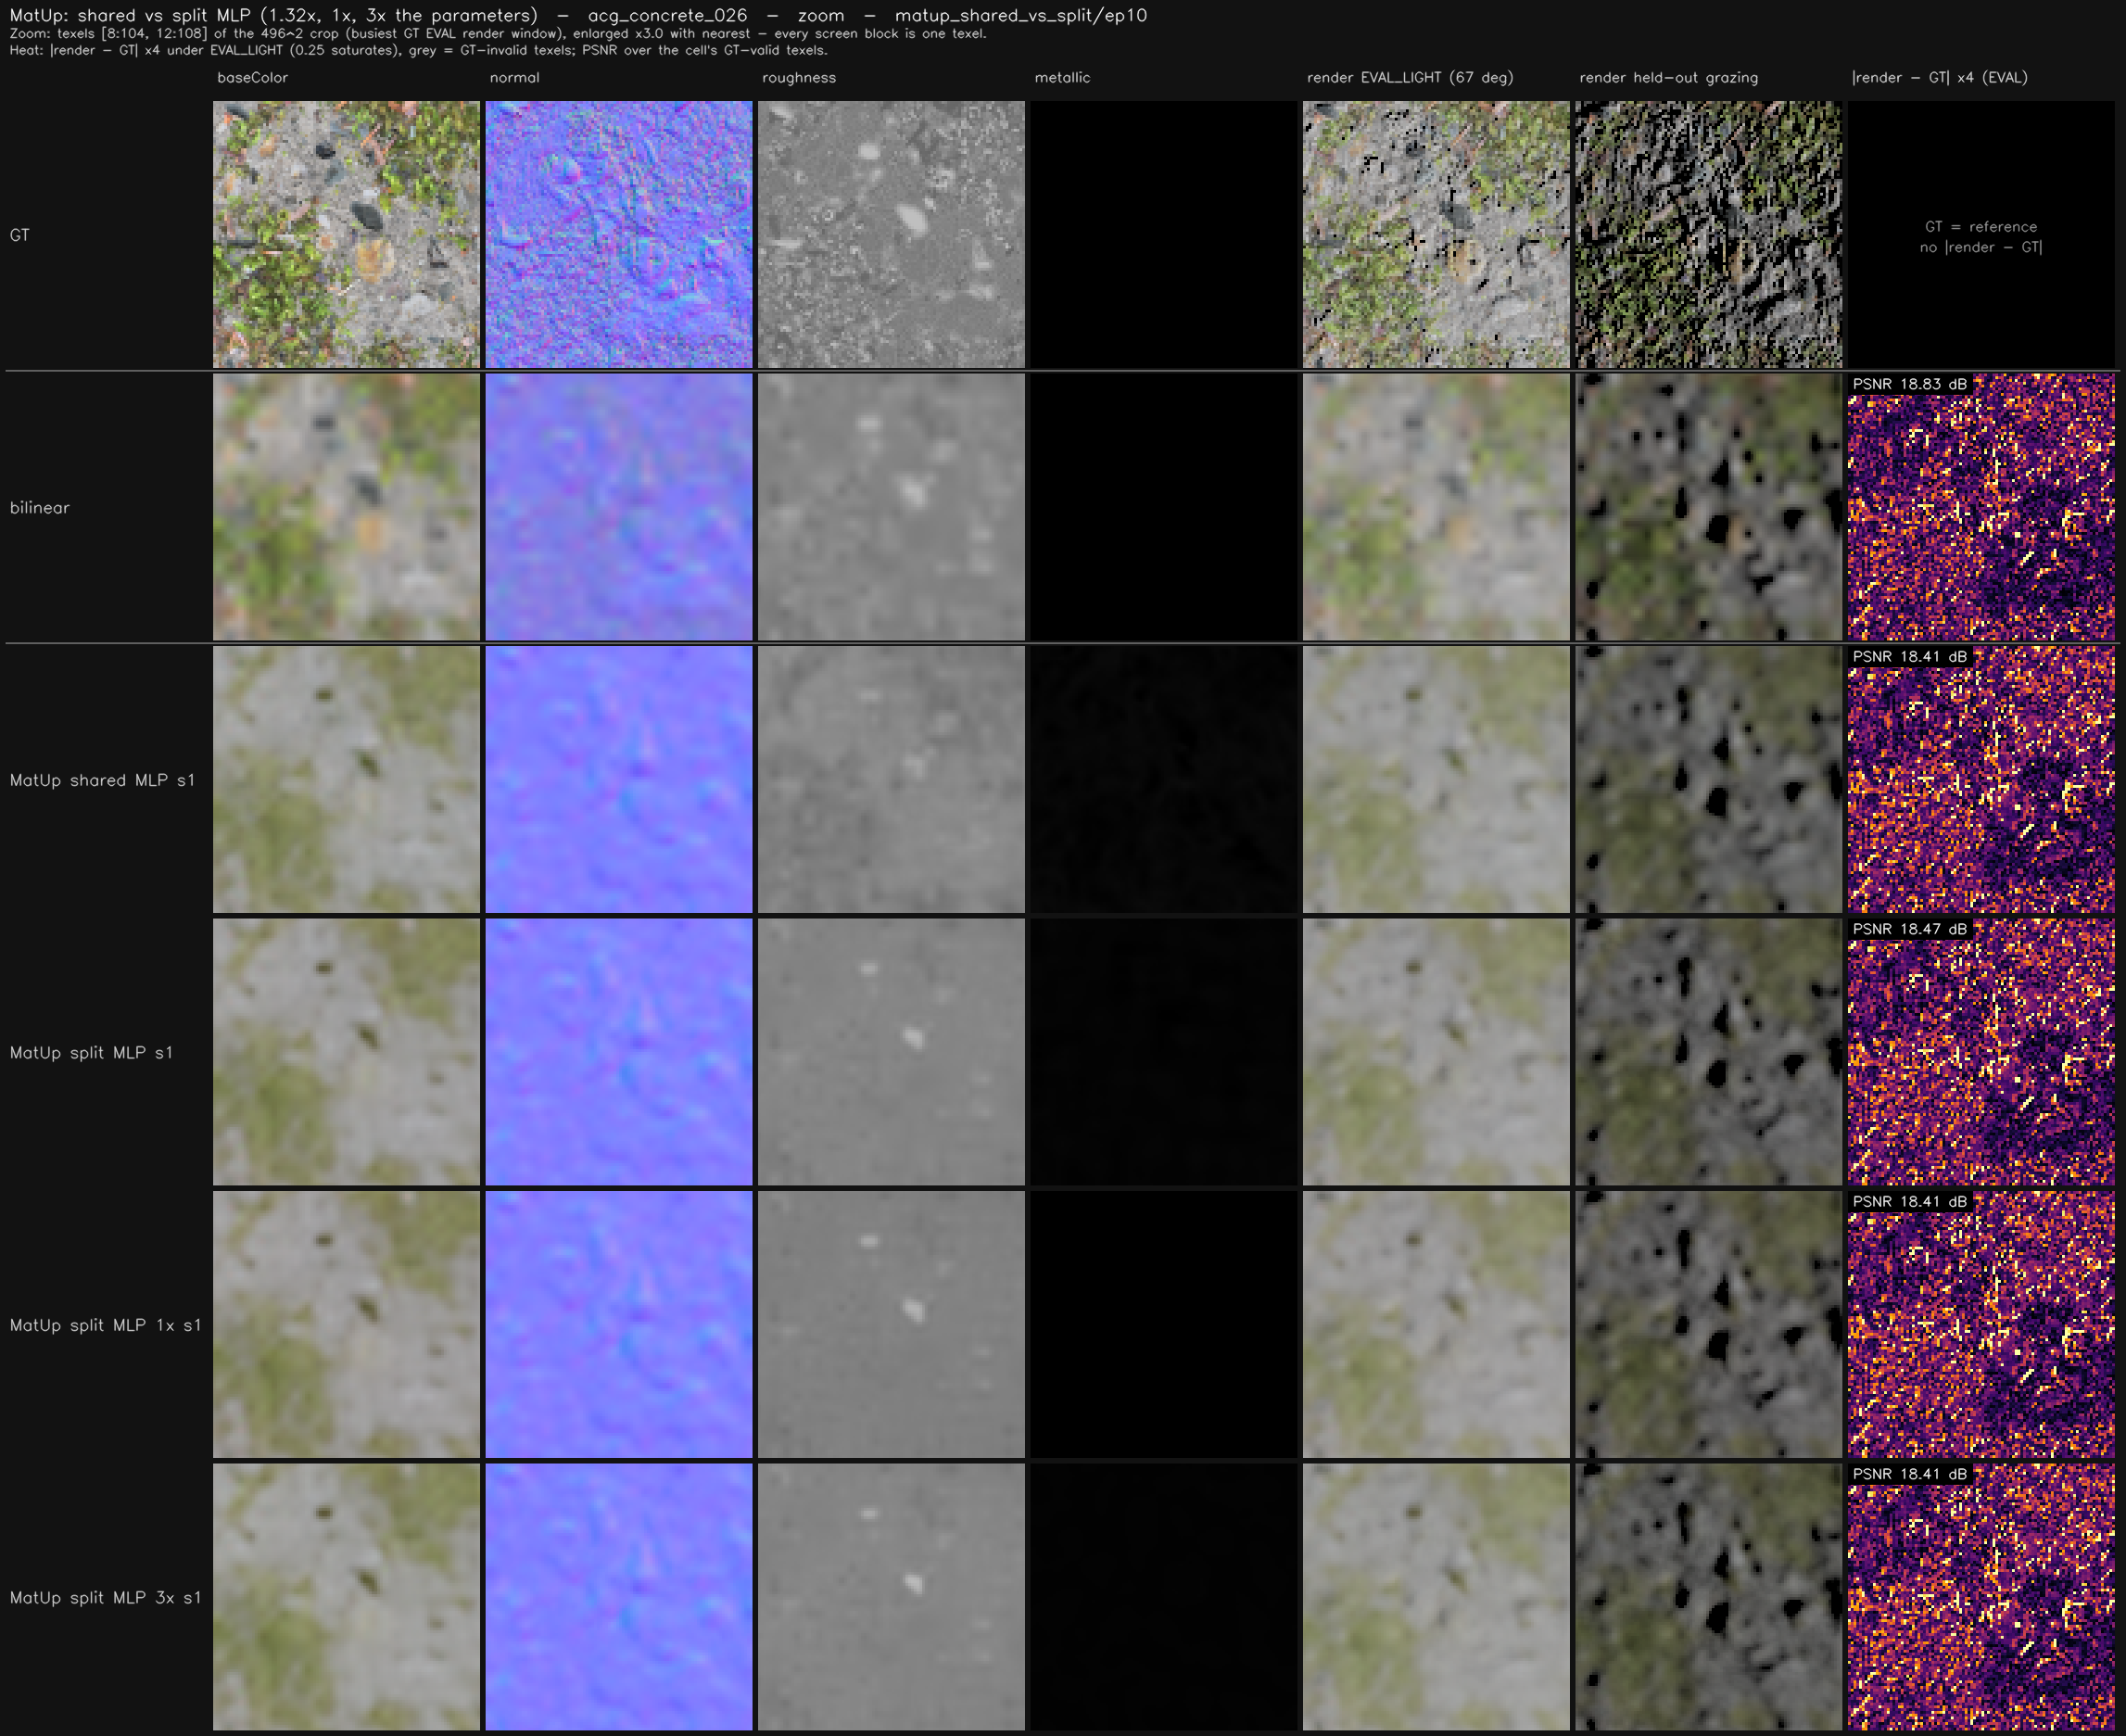 MatUp: shared vs split MLP (1.32x, 1x, 3x the parameters) — acg_concrete_026 — zoom — matup_shared_vs_split/ep10
Zoom: texels [8:104, 12:108] of the 496^2 crop (busiest GT EVAL render window), enlarged x3.0 with nearest — every screen block is one texel.
Heat: |render − GT| x4 under EVAL_LIGHT (0.25 saturates), grey = GT-invalid texels; PSNR over the cell's GT-valid texels.
baseColor normal roughness metallic render EVAL_LIGHT (67 deg) render held-out grazing |render − GT| x4 (EVAL)
GT
GT = reference
no |render − GT|
bilinear
PSNR 18.83 dB
MatUp shared MLP s1
PSNR 18.41 dB
MatUp split MLP s1
PSNR 18.47 dB
MatUp split MLP 1x s1
PSNR 18.41 dB
MatUp split MLP 3x s1
PSNR 18.41 dB